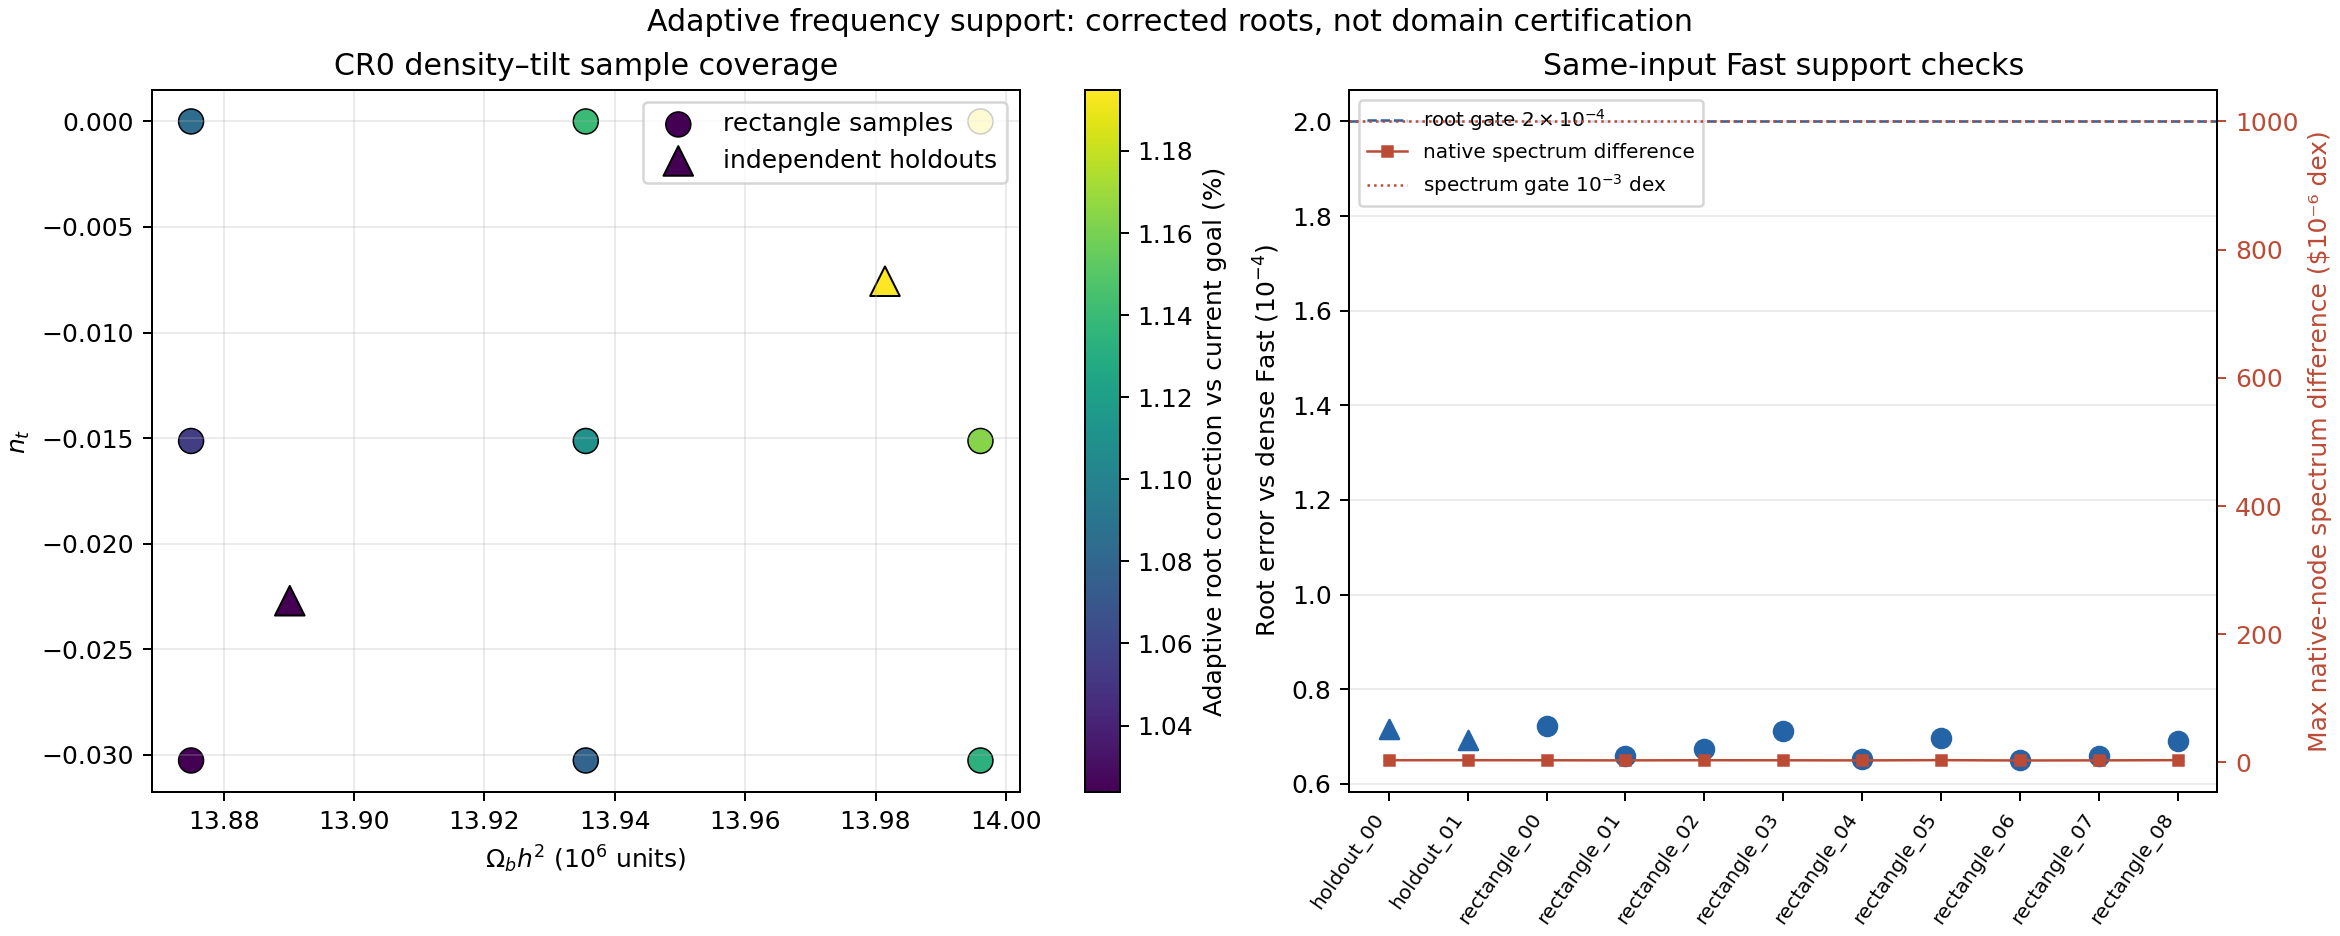 Adaptive frequency support: corrected roots, not domain certification
CR0 density–tilt sample coverage
rectangle samples
independent holdouts
0.000
−0.005
−0.010
−0.015
−0.020
−0.025
−0.030
n_t
13.88 13.90 13.92 13.94 13.96 13.98 14.00
Ω_b h² (10⁶ units)
1.18
1.16
1.14
1.12
1.10
1.08
1.06
1.04
Adaptive root correction vs current goal (%)
Same-input Fast support checks
root gate 2 × 10⁻⁴
native spectrum difference
spectrum gate 10⁻³ dex
2.0
1.8
1.6
1.4
1.2
1.0
0.8
0.6
Root error vs dense Fast (10⁻⁴)
1000
800
600
400
200
0
Max native-node spectrum difference ($10⁻⁶ dex)
holdout_00
holdout_01
rectangle_00
rectangle_01
rectangle_02
rectangle_03
rectangle_04
rectangle_05
rectangle_06
rectangle_07
rectangle_08